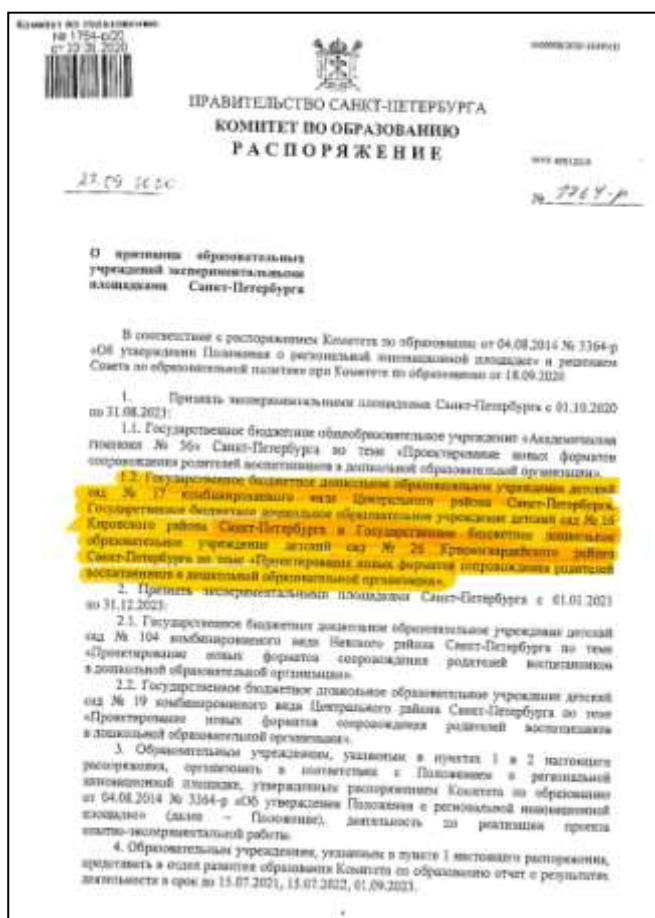 Комитет по образованию
№ 1764-р/20
от 22.09.2020
ПРАВИТЕЛЬСТВО САНКТ-ПЕТЕРБУРГА
КОМИТЕТ ПО ОБРАЗОВАНИЮ
РАСПОРЯЖЕНИЕ
№ 1764-р
О признании образовательных
учреждений экспериментальными
площадками Санкт-Петербурга
В соответствие с распоряжением Комитета по образованию от 04.08.2014 № 3364-р
«Об утверждении Положения о региональной инновационной площадке» и решением
Совета по образовательной политике при Комитете по образованию от 18.09.2020
1. Признать экспериментальными площадками Санкт-Петербурга с 01.10.2020
по 31.08.2023:
1.1. Государственное бюджетное общеобразовательное учреждение «Академическая
гимназия № 56» Санкт-Петербурга по теме «Проектирование новых форматов
сопровождения родителей воспитанников в дошкольной образовательной организации».
1.2. Государственное бюджетное дошкольное образовательное учреждение детский
сад № 17 комбинированного вида Центрального района Санкт-Петербурга,
Государственное бюджетное дошкольное образовательное учреждение детский сад № 16
Кировского района Санкт-Петербурга и Государственное бюджетное дошкольное
образовательное учреждение детский сад № 26 Красногвардейского района
Санкт-Петербурга по теме «Проектирование новых форматов сопровождения родителей
воспитанников в дошкольной образовательной организации».
2. Признать экспериментальными площадками Санкт-Петербурга с 01.01.2021
по 31.12.2023:
2.1. Государственное бюджетное дошкольное образовательное учреждение детский
сад № 104 комбинированного вида Невского района Санкт-Петербурга по теме
«Проектирование новых форматов сопровождения родителей воспитанников
в дошкольной образовательной организации».
2.2. Государственное бюджетное дошкольное образовательное учреждение детский
сад № 19 комбинированного вида Центрального района Санкт-Петербурга по теме
«Проектирование новых форматов сопровождения родителей воспитанников
в дошкольной образовательной организации».
3. Образовательным учреждениям, указанным в пунктах 1 и 2 настоящего
распоряжения, организовать в соответствии с Положением о региональной
инновационной площадке, утвержденным распоряжением Комитета по образованию
от 04.08.2014 № 3364-р «Об утверждении Положения о региональной инновационной
площадке» (далее – Положение), деятельность по реализации проекта
опытно-экспериментальной работы.
4. Образовательным учреждениям, указанным в пункте 1 настоящего распоряжения,
представить в отдел развития образования Комитета по образованию отчет о результатах
деятельности в срок до 15.07.2021, 15.07.2022, 01.09.2023.